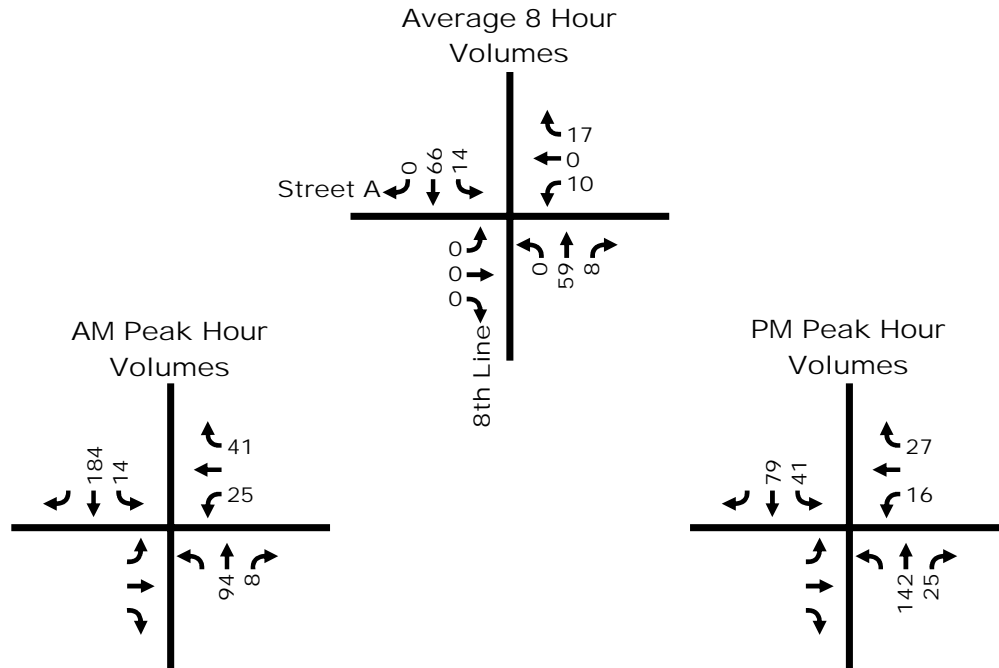 Average 8 Hour
Volumes
0 66 14
17
0
10
Street A
0
0
0
0 59 8
8th Line
AM Peak Hour
Volumes
184 14
41
25
94 8
PM Peak Hour
Volumes
79 41
27
16
142 25